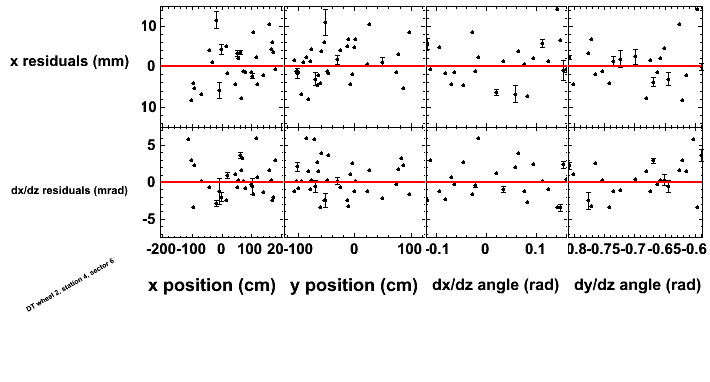 10
x residuals (mm)
0
10
5
dx/dz residuals (mrad)
0
-5
-200-100 0 100 20-100 0 100 -0.1 0 0.1 0.8-0.75-0.7-0.65-0.6
x position (cm) y position (cm) dx/dz angle (rad) dy/dz angle (rad)
DT wheel 2, station 4, sector 6